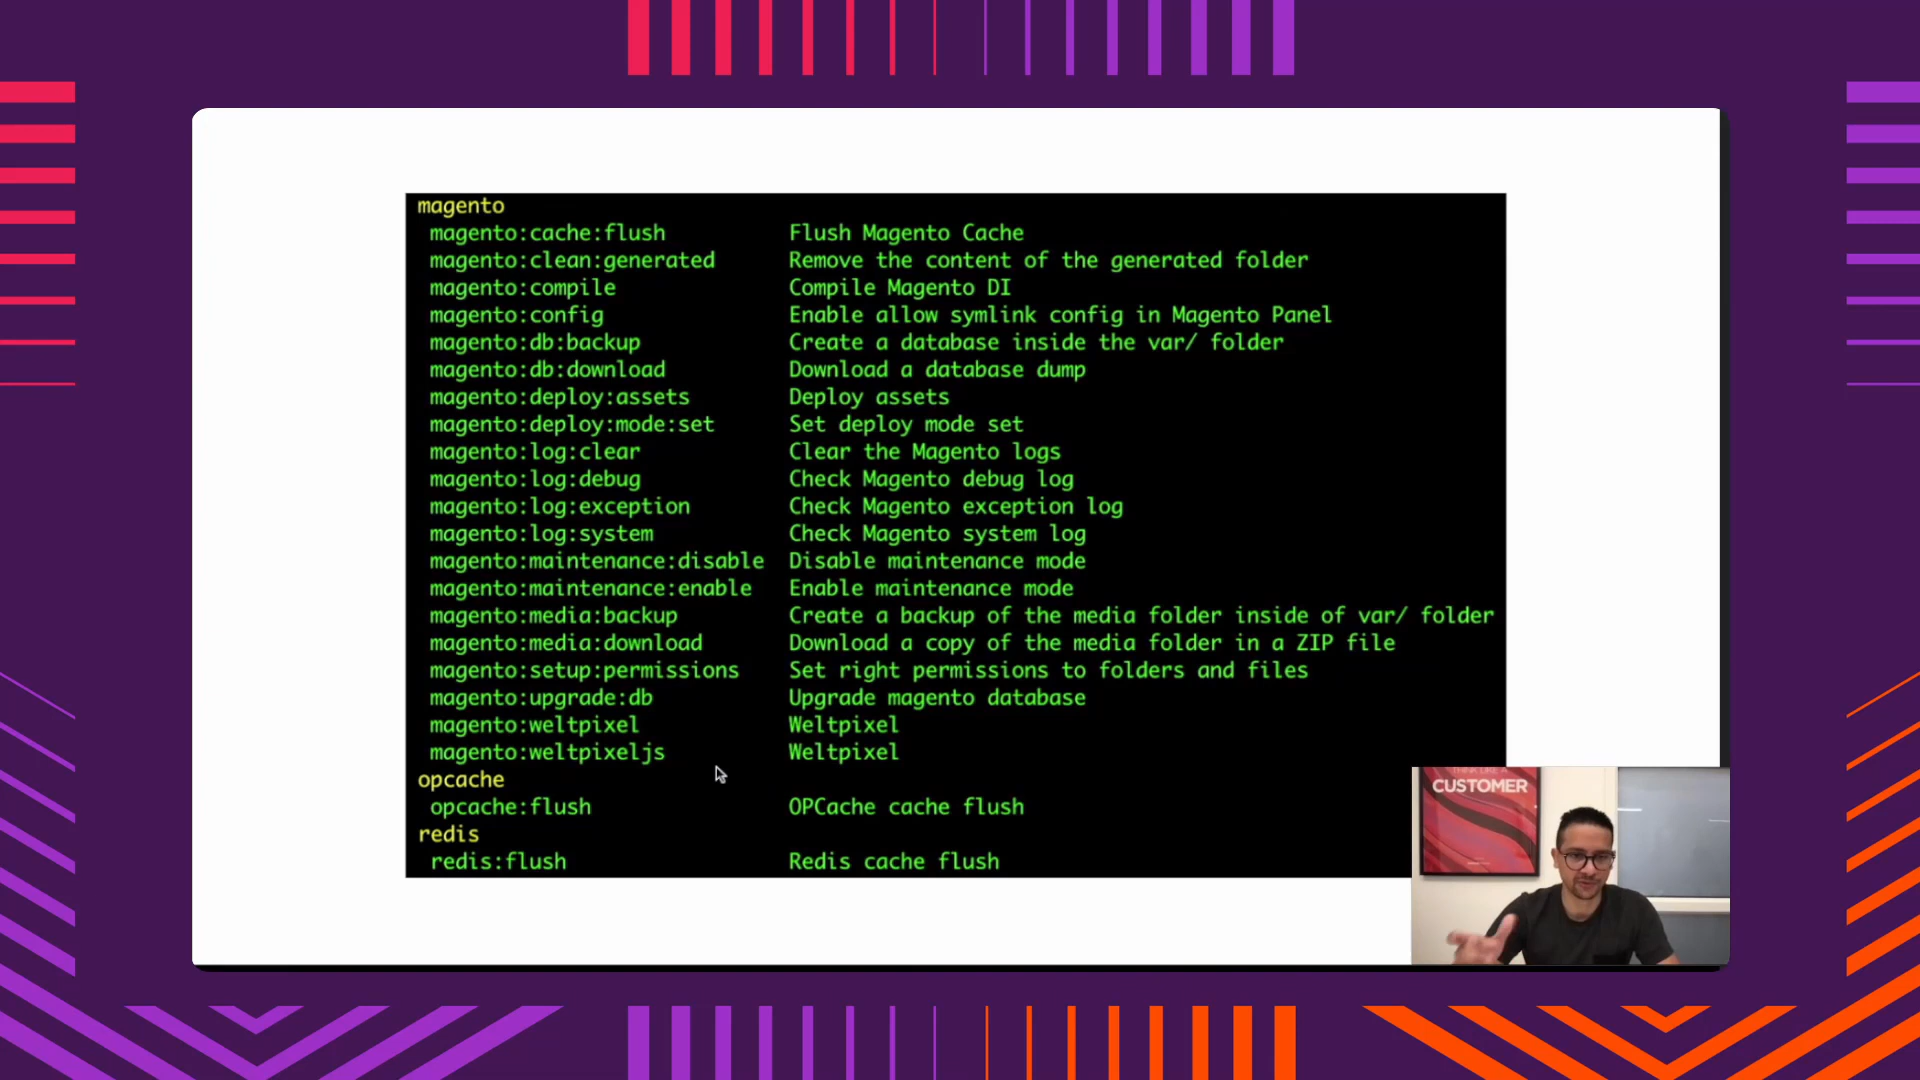 magento
magento:cache:flush Flush Magento Cache
magento:clean:generated Remove the content of the generated folder
magento:compile Compile Magento DI
magento:config Enable allow symlink config in Magento Panel
magento:db:backup Create a database inside the var/ folder
magento:db:download Download a database dump
magento:deploy:assets Deploy assets
magento:deploy:mode:set Set deploy mode set
magento:log:clear Clear the Magento logs
magento:log:debug Check Magento debug log
magento:log:exception Check Magento exception log
magento:log:system Check Magento system log
magento:maintenance:disable Disable maintenance mode
magento:maintenance:enable Enable maintenance mode
magento:media:backup Create a backup of the media folder inside of var/ folder
magento:media:download Download a copy of the media folder in a ZIP file
magento:setup:permissions Set right permissions to folders and files
magento:upgrade:db Upgrade magento database
magento:weltpixel Weltpixel
magento:weltpixeljs Weltpixel
opcache
opcache:flush OPCache cache flush
redis
redis:flush Redis cache flush
THINK LIKE A
CUSTOMER